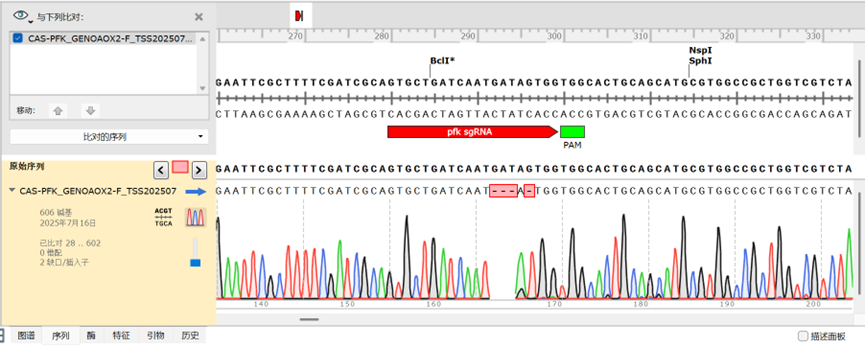 与下列比对：
CAS-PFK_GENOAOX2-F_TSS202507...
移动：
比对的序列
270 280 290 300 310 320 330
NspI
BclI* SphI
GAATTCGCTTTTCGATCGCAGTGCTGATCAATGATAGTGGTGGCACTGCAGCATGCGTGGCCGCTGGTCGTCTA
CTTAAGCGAAAAGCTAGCGTCACGACTAGTTACTATCACCACCGTGACGTCGTACGCACCGGCGACCAGCAGAT
pfk sgRNA
PAM
原始序列
GAATTCGCTTTTCGATCGCAGTGCTGATCAATGATAGTGGTGGCACTGCAGCATGCGTGGCCGCTGGTCGTCTA
CAS-PFK_GENOAOX2-F_TSS202507
GAATTCGCTTTTCGATCGCAGTGCTGATCAAT---A-TGGTGGCACTGCAGCATGCGTGGCCGCTGGTCGTCTA
606 碱基
2025年7月16日
ACGT
TGCA
已比对 28 .. 602
0 错配
2 缺口/插入子
140 150 160 170 180 190 200
图谱 序列 酶 特征 引物 历史
描述面板